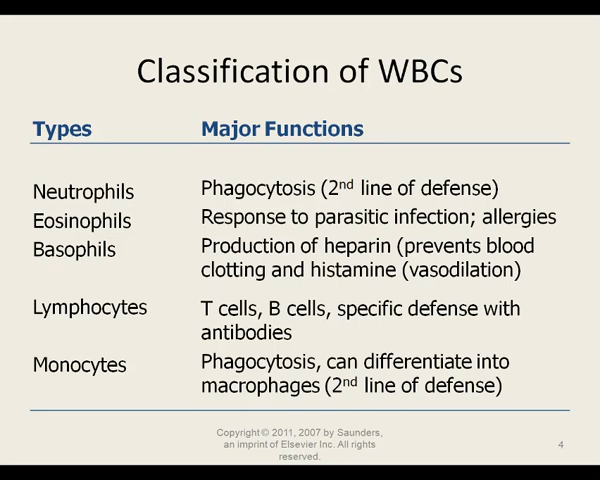 Classification of WBCs
Types Major Functions
Neutrophils Phagocytosis (2nd line of defense)
Eosinophils Response to parasitic infection; allergies
Basophils Production of heparin (prevents blood
clotting and histamine (vasodilation)
Lymphocytes T cells, B cells, specific defense with
antibodies
Monocytes Phagocytosis, can differentiate into
macrophages (2nd line of defense)
Copyright © 2011, 2007 by Saunders,
an imprint of Elsevier Inc. All rights
reserved.
4